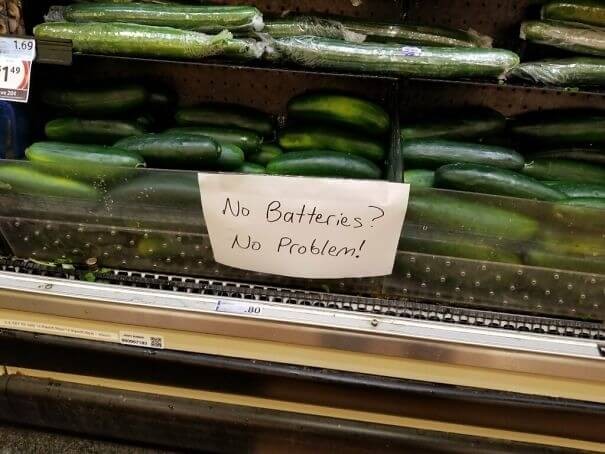 1.69
$1 49
No Batteries?
No Problem!
.80